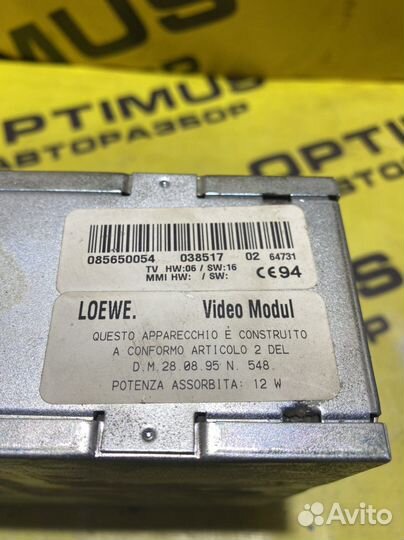 OPTIMUS
АВТОРАЗБОР
OPTIMUS
АВТОРАЗБОР
OPTIMUS
085650054 038517 02 64731
TV HW:06 / SW:16
MMI HW: / SW:
CE94
LOEWE. Video Modul
QUESTO APPARECCHIO È CONSTRUITO
A CONFORMO ARTICOLO 2 DEL
D.M. 28.08.95 N. 548.
POTENZA ASSORBITA: 12 W
Avito